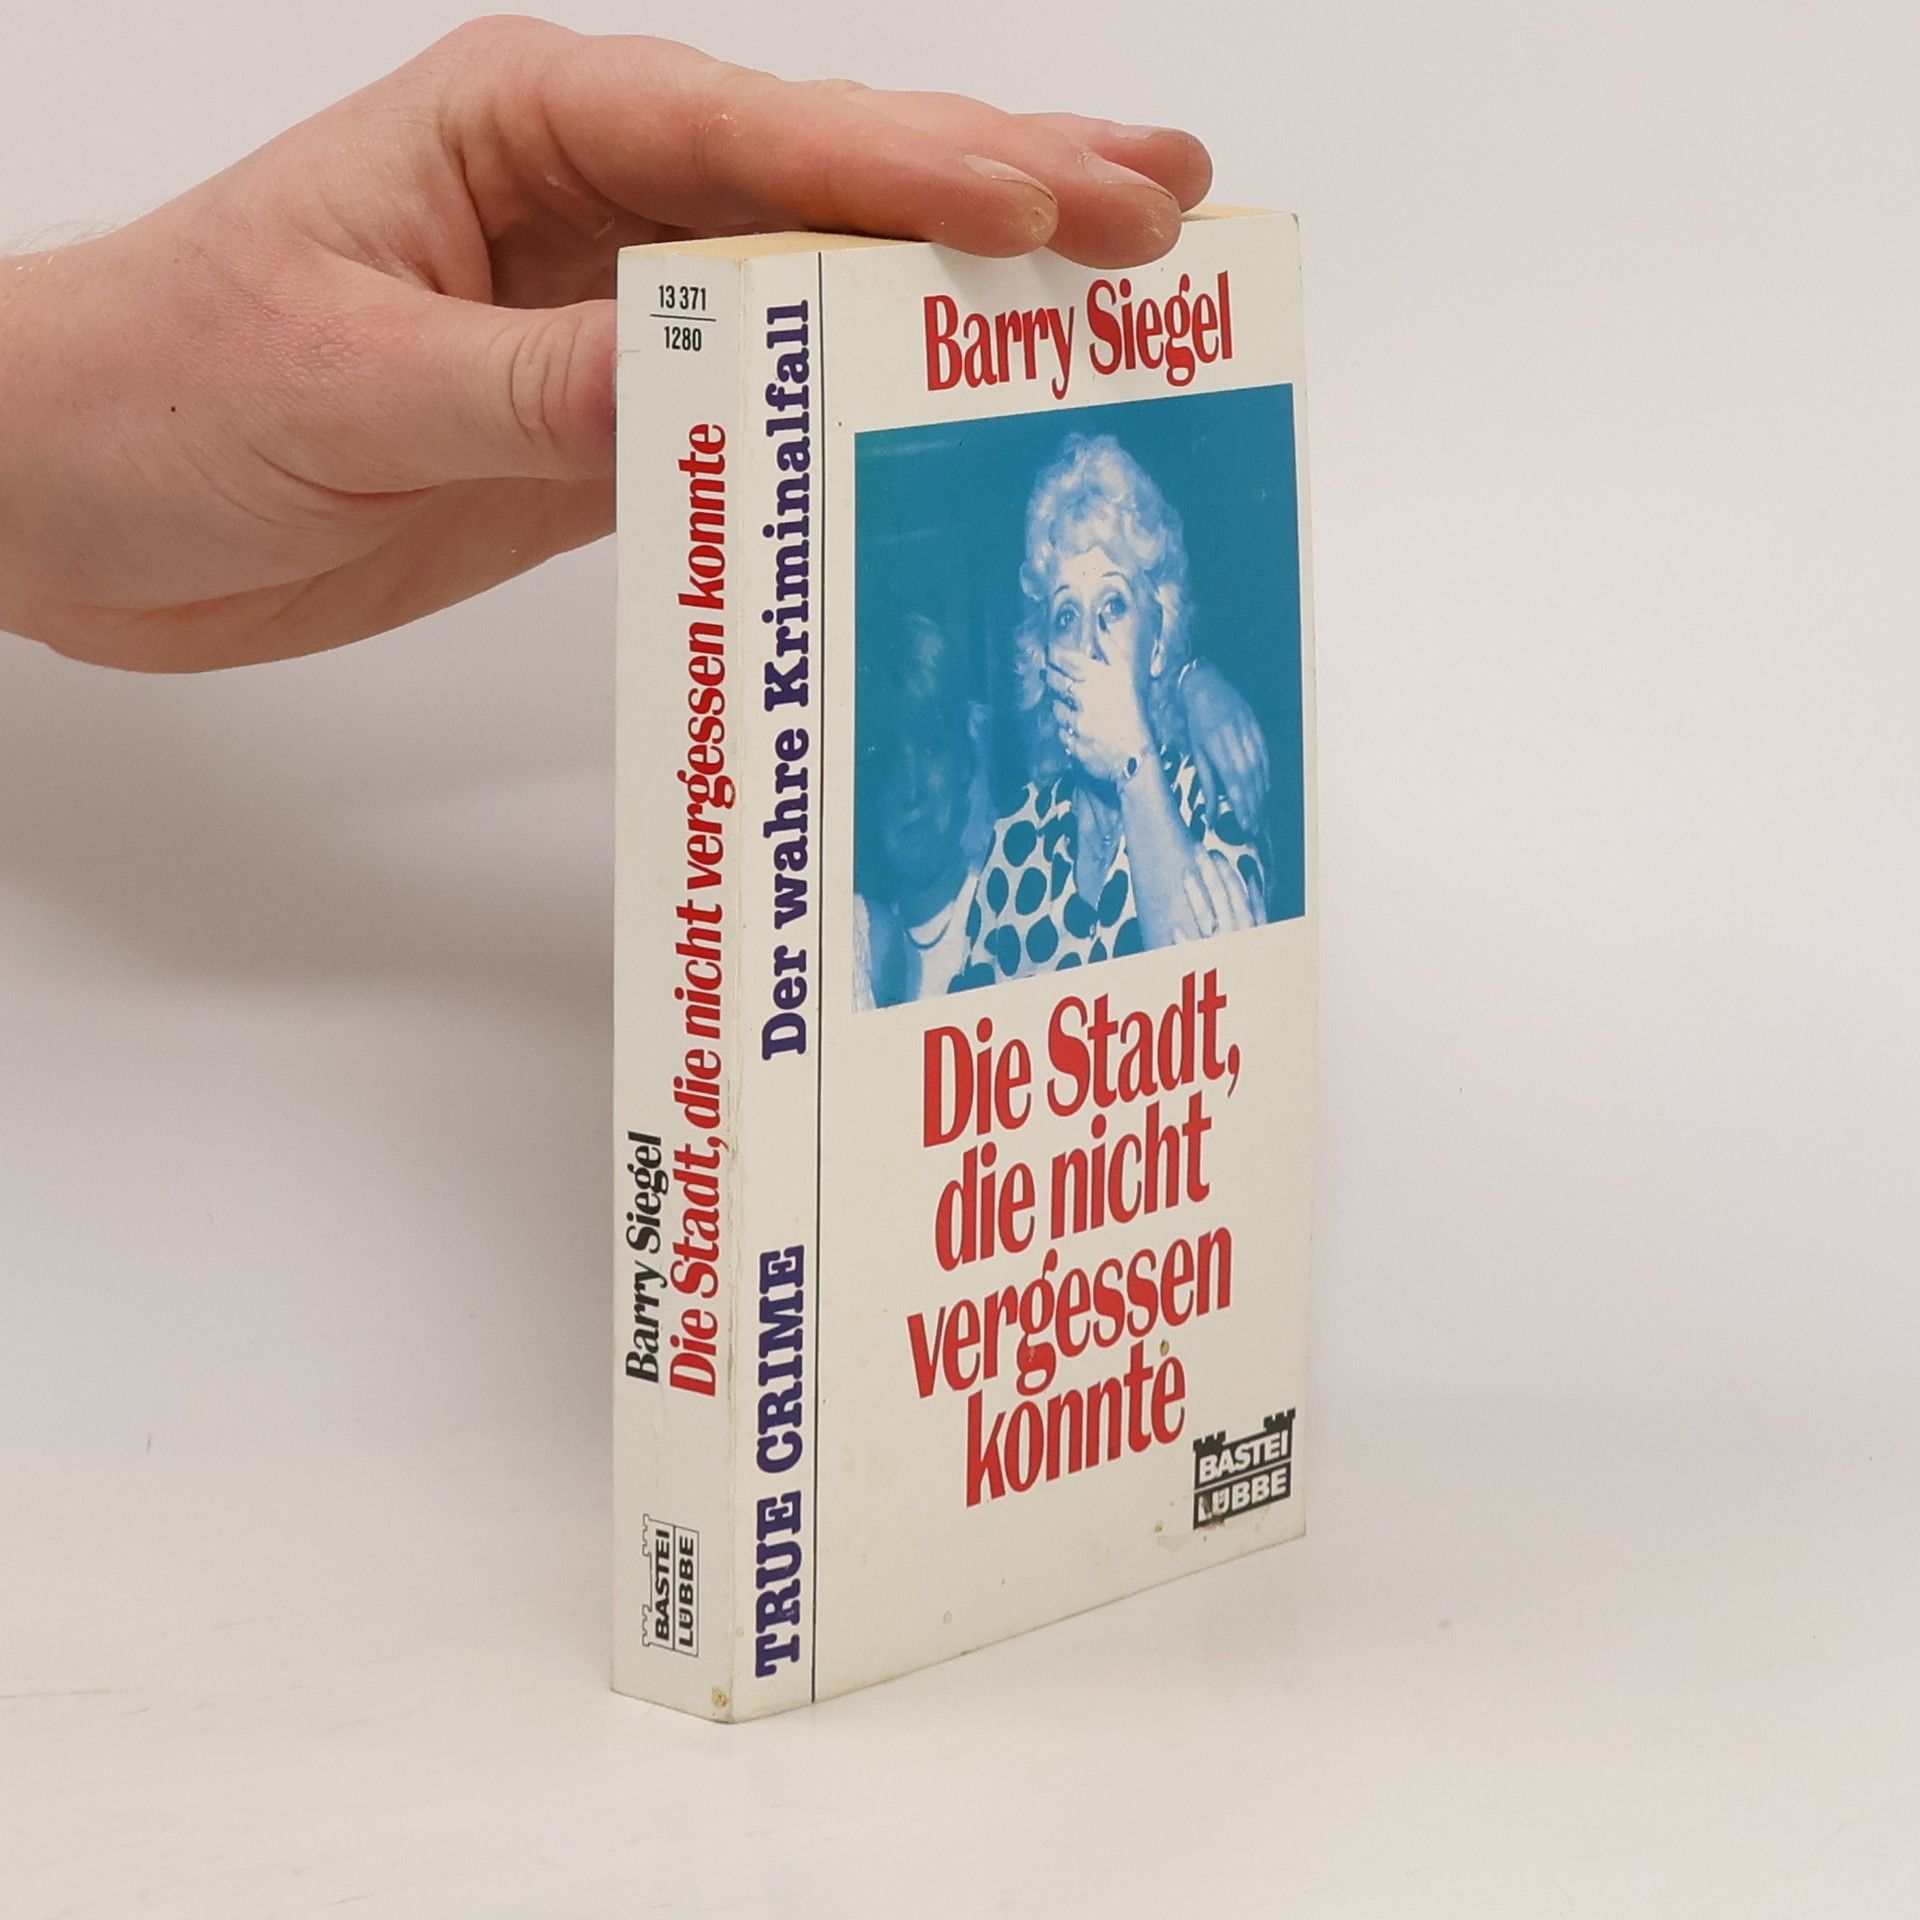 13 371
1280
Barry Siegel
Die Stadt, die nicht vergessen konnte
BASTEI
LÜBBE
TRUE CRIME Der wahre Kriminalfall
Barry Siegel
Die Stadt,
die nicht
vergessen
konnte
BASTEI
LÜBBE